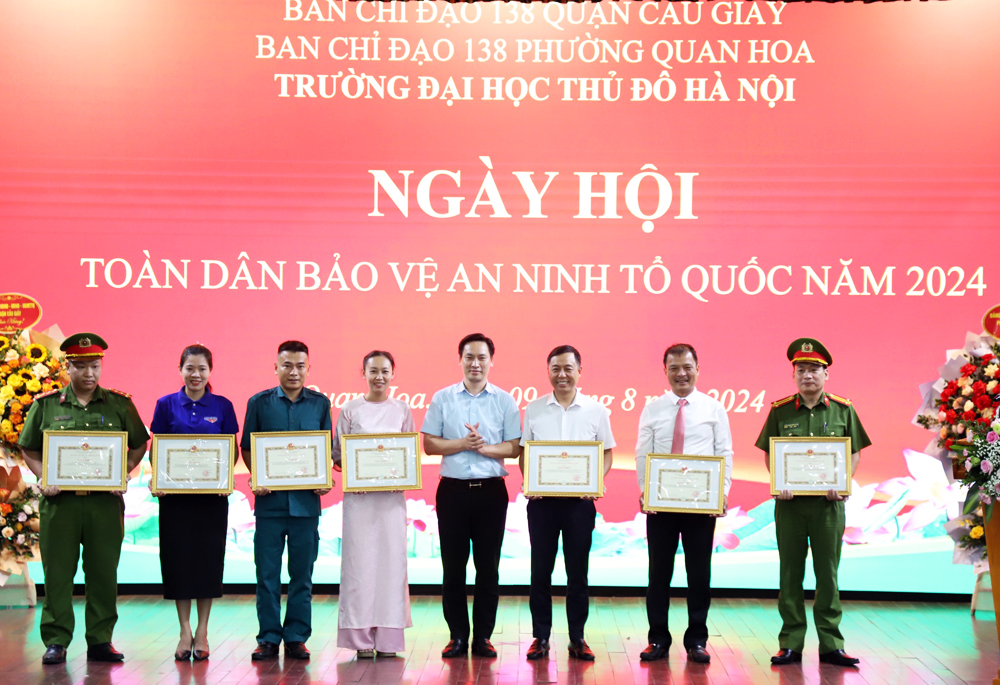 BAN CHỈ ĐẠO 138 QUẬN CẦU GIẤY
BAN CHỈ ĐẠO 138 PHƯỜNG QUAN HOA
TRƯỜNG ĐẠI HỌC THỦ ĐÔ HÀ NỘI
NGÀY HỘI
TOÀN DÂN BẢO VỆ AN NINH TỔ QUỐC NĂM 2024
Quan Hoa, 09 8 2024